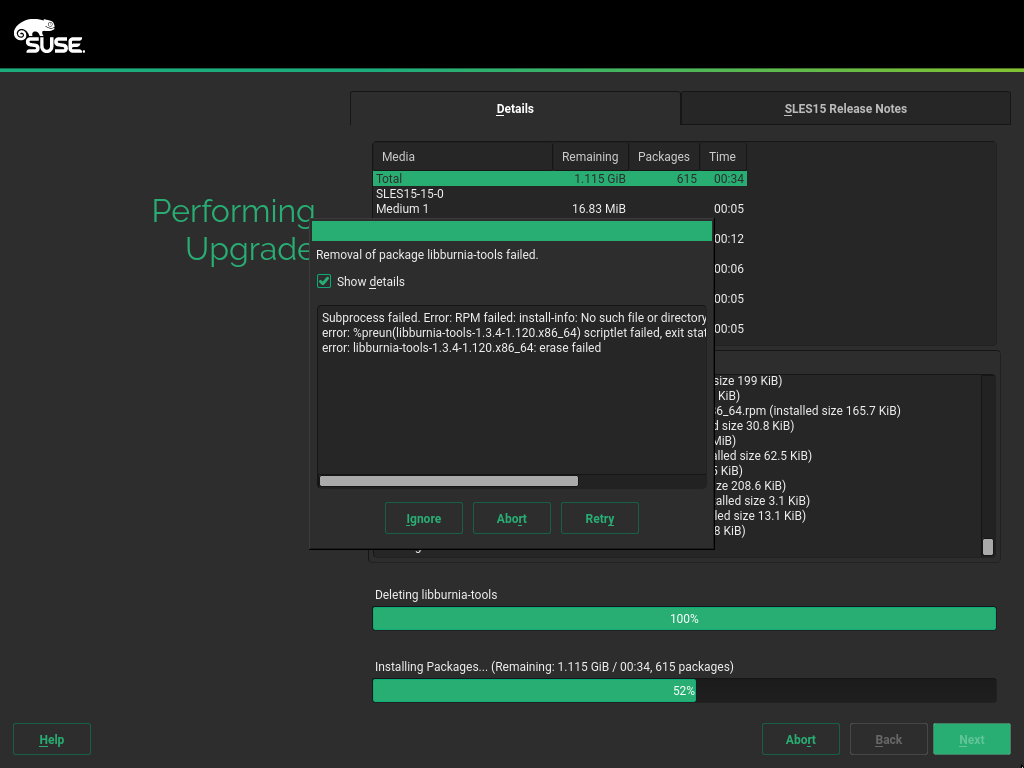 SUSE.
Details
SLES15 Release Notes
Media Remaining Packages Time
Total 1.115 GiB 615 00:34
SLES15-15-0
Medium 1 16.83 MiB 00:05
00:12
00:06
00:05
00:05
Performing
Upgrade
Removal of package libburnia-tools failed.
Show details
Subprocess failed. Error: RPM failed: install-info: No such file or directory
error: %preun(libburnia-tools-1.3.4-1.120.x86_64) scriptlet failed, exit stat
error: libburnia-tools-1.3.4-1.120.x86_64: erase failed
Ignore
Abort
Retry
size 199 KiB)
KiB)
6_64.rpm (installed size 165.7 KiB)
d size 30.8 KiB)
MiB)
alled size 62.5 KiB)
5 KiB)
ze 208.6 KiB)
talled size 3.1 KiB)
led size 13.1 KiB)
8 KiB)
Deleting libburnia-tools
100%
Installing Packages... (Remaining: 1.115 GiB / 00:34, 615 packages)
52%
Help
Abort
Back
Next